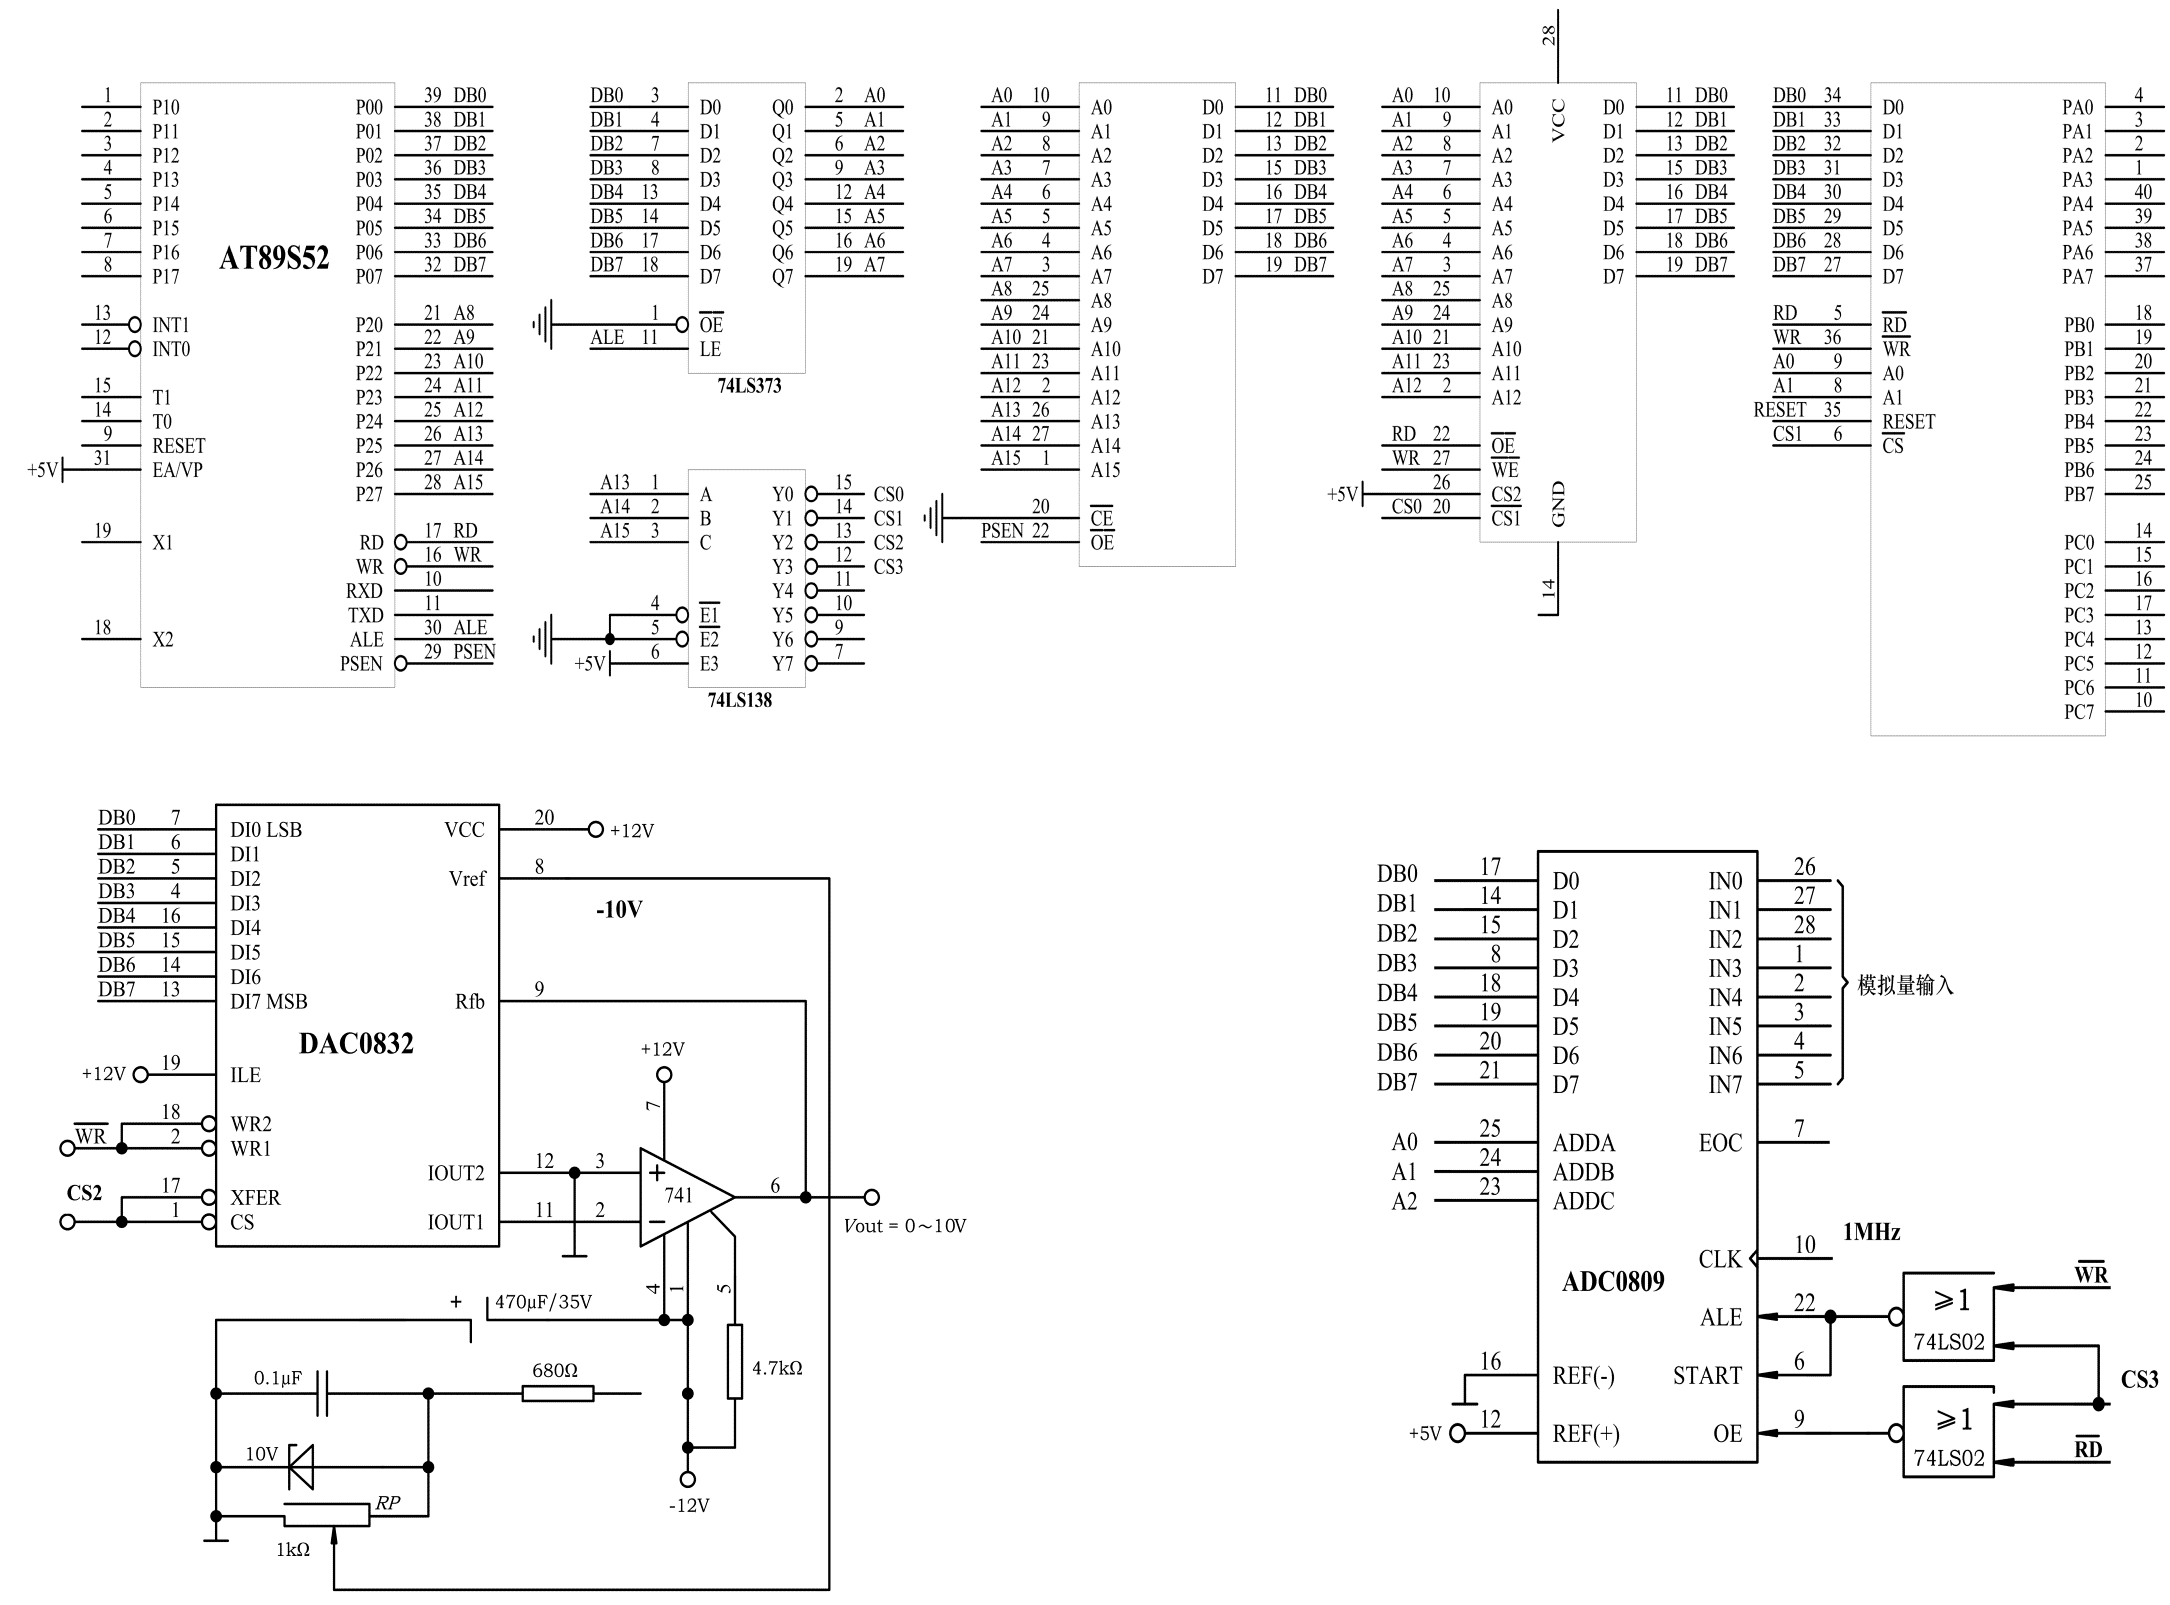 28
1 P10 P00 39 DB0
2 P11 P01 38 DB1
3 P12 P02 37 DB2
4 P13 P03 36 DB3
5 P14 P04 35 DB4
6 P15 P05 34 DB5
7 P16 P06 33 DB6
8 P17 P07 32 DB7
AT89S52
13 INT1 P20 21 A8
12 INT0 P21 22 A9
P22 23 A10
15 T1 P23 24 A11
14 T0 P24 25 A12
9 RESET P25 26 A13
+5V 31 EA/VP P26 27 A14
P27 28 A15
19 X1 RD 17 RD
WR 16 WR
RXD 10
TXD 11
18 X2 ALE 30 ALE
PSEN 29 PSEN
DB0 3 D0 Q0 2 A0
DB1 4 D1 Q1 5 A1
DB2 7 D2 Q2 6 A2
DB3 8 D3 Q3 9 A3
DB4 13 D4 Q4 12 A4
DB5 14 D5 Q5 15 A5
DB6 17 D6 Q6 16 A6
DB7 18 D7 Q7 19 A7
1 OE
ALE 11 LE
74LS373
A13 1 A Y0 15 CS0
A14 2 B Y1 14 CS1
A15 3 C Y2 13 CS2
Y3 12 CS3
Y4 11
4 E1 Y5 10
5 E2 Y6 9
+5V 6 E3 Y7 7
74LS138
A0 10 A0 D0 11 DB0
A1 9 A1 D1 12 DB1
A2 8 A2 D2 13 DB2
A3 7 A3 D3 15 DB3
A4 6 A4 D4 16 DB4
A5 5 A5 D5 17 DB5
A6 4 A6 D6 18 DB6
A7 3 A7 D7 19 DB7
A8 25 A8
A9 24 A9
A10 21 A10
A11 23 A11
A12 2 A12
A13 26 A13
A14 27 A14
A15 1 A15
20 CE
PSEN 22 OE
A0 10 A0 VCC D0 11 DB0
A1 9 A1 D1 12 DB1
A2 8 A2 D2 13 DB2
A3 7 A3 D3 15 DB3
A4 6 A4 D4 16 DB4
A5 5 A5 D5 17 DB5
A6 4 A6 D6 18 DB6
A7 3 A7 D7 19 DB7
A8 25 A8
A9 24 A9
A10 21 A10
A11 23 A11
A12 2 A12
RD 22 OE
WR 27 WE
+5V 26 CS2 GND
CS0 20 CS1
14
DB0 34 D0 PA0 4
DB1 33 D1 PA1 3
DB2 32 D2 PA2 2
DB3 31 D3 PA3 1
DB4 30 D4 PA4 40
DB5 29 D5 PA5 39
DB6 28 D6 PA6 38
DB7 27 D7 PA7 37
RD 5 RD PB0 18
WR 36 WR PB1 19
A0 9 A0 PB2 20
A1 8 A1 PB3 21
RESET 35 RESET PB4 22
CS1 6 CS PB5 23
PB6 24
PB7 25
PC0 14
PC1 15
PC2 16
PC3 17
PC4 13
PC5 12
PC6 11
PC7 10
DB0 7 DI0 LSB VCC 20 +12V
DB1 6 DI1
DB2 5 DI2 Vref 8
DB3 4 DI3 -10V
DB4 16 DI4
DB5 15 DI5
DB6 14 DI6
DB7 13 DI7 MSB Rfb 9
DAC0832
+12V 19 ILE +12V
18 WR2 7
WR 2 WR1
IOUT2 12 3 +
CS2 17 XFER 741 6
1 CS IOUT1 11 2 −
Vout = 0～10V
4 1 5
+ 470μF/35V
0.1μF 680Ω 4.7kΩ
10V
-12V
RP
1kΩ
DB0 17 D0 IN0 26
DB1 14 D1 IN1 27
DB2 15 D2 IN2 28
DB3 8 D3 IN3 1
模拟量输入
DB4 18 D4 IN4 2
DB5 19 D5 IN5 3
DB6 20 D6 IN6 4
DB7 21 D7 IN7 5
A0 25 ADDA EOC 7
A1 24 ADDB
A2 23 ADDC
1MHz
CLK 10
ADC0809 WR
≥1
ALE 22 74LS02
16 REF(-) START 6
CS3
≥1
+5V 12 REF(+) OE 9 74LS02
RD